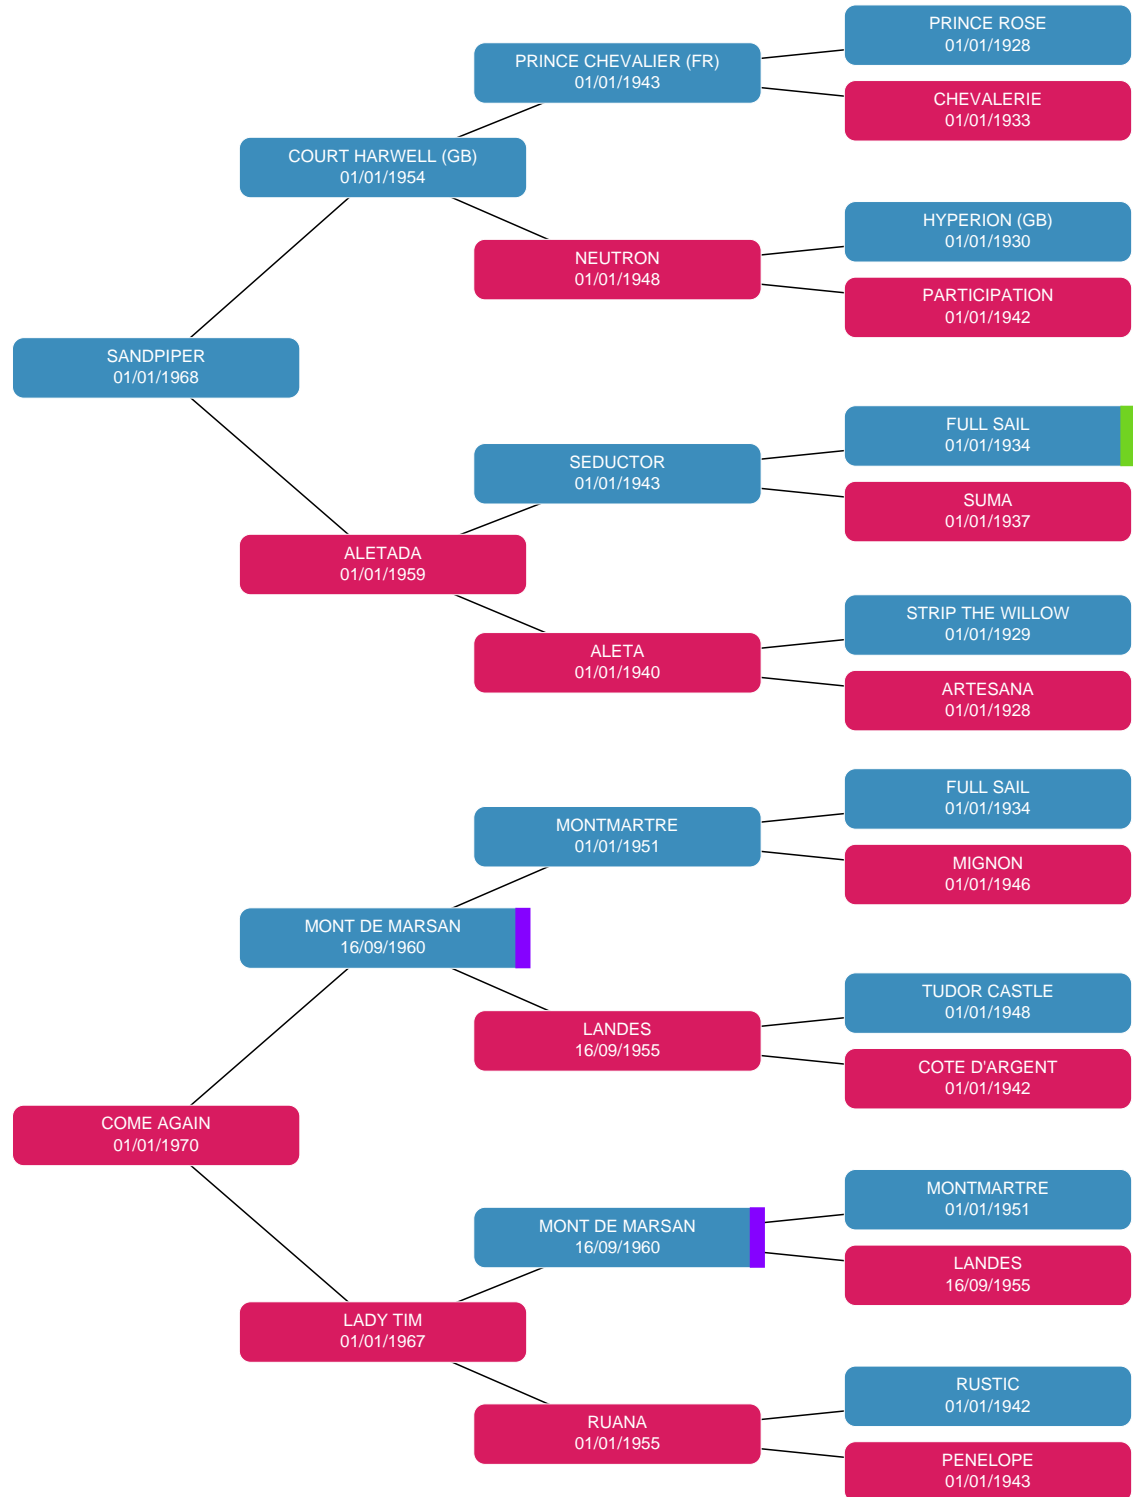 PRINCE ROSE
01/01/1928
PRINCE CHEVALIER (FR)
01/01/1943
CHEVALERIE
01/01/1933
COURT HARWELL (GB)
01/01/1954
HYPERION (GB)
01/01/1930
NEUTRON
01/01/1948
PARTICIPATION
01/01/1942
SANDPIPER
01/01/1968
FULL SAIL
01/01/1934
SEDUCTOR
01/01/1943
SUMA
01/01/1937
ALETADA
01/01/1959
STRIP THE WILLOW
01/01/1929
ALETA
01/01/1940
ARTESANA
01/01/1928
FULL SAIL
01/01/1934
MONTMARTRE
01/01/1951
MIGNON
01/01/1946
MONT DE MARSAN
16/09/1960
TUDOR CASTLE
01/01/1948
LANDES
16/09/1955
COTE D'ARGENT
01/01/1942
COME AGAIN
01/01/1970
MONTMARTRE
01/01/1951
MONT DE MARSAN
16/09/1960
LANDES
16/09/1955
LADY TIM
01/01/1967
RUSTIC
01/01/1942
RUANA
01/01/1955
PENELOPE
01/01/1943